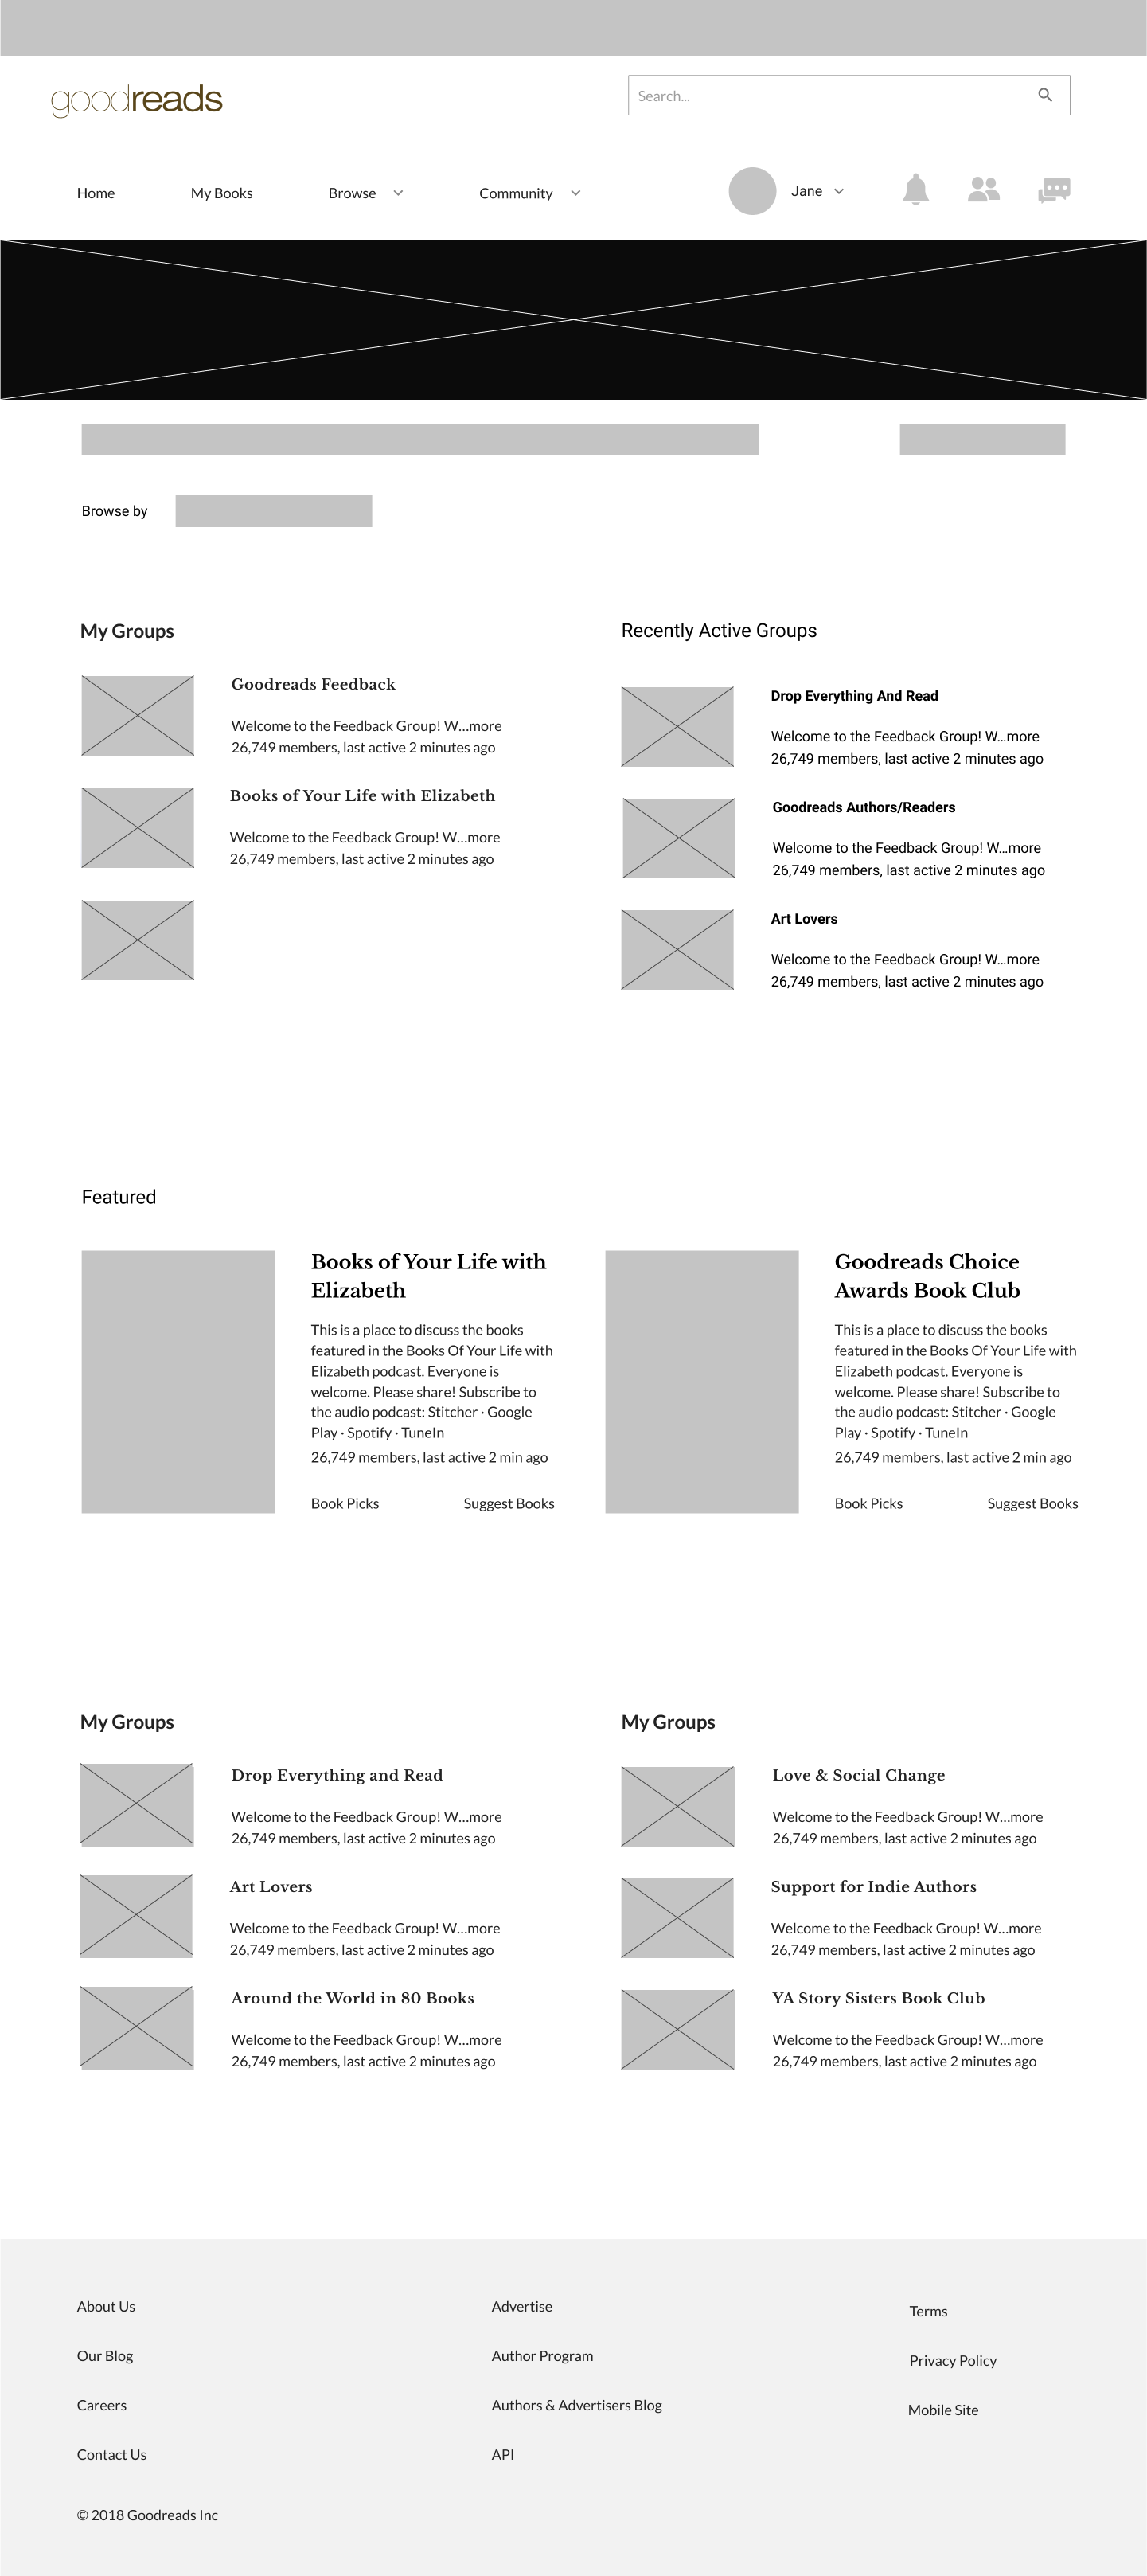 goodreads
Search...
Home
My Books
Browse
Community
Jane
Browse by
My Groups
Goodreads Feedback
Welcome to the Feedback Group! W...more
26,749 members, last active 2 minutes ago
Books of Your Life with Elizabeth
Welcome to the Feedback Group! W...more
26,749 members, last active 2 minutes ago
Recently Active Groups
Drop Everything And Read
Welcome to the Feedback Group! W...more
26,749 members, last active 2 minutes ago
Goodreads Authors/Readers
Welcome to the Feedback Group! W...more
26,749 members, last active 2 minutes ago
Art Lovers
Welcome to the Feedback Group! W...more
26,749 members, last active 2 minutes ago
Featured
Books of Your Life with
Elizabeth
This is a place to discuss the books
featured in the Books Of Your Life with
Elizabeth podcast. Everyone is
welcome. Please share! Subscribe to
the audio podcast: Stitcher · Google
Play · Spotify · TuneIn
26,749 members, last active 2 min ago
Book Picks
Suggest Books
Goodreads Choice
Awards Book Club
This is a place to discuss the books
featured in the Books Of Your Life with
Elizabeth podcast. Everyone is
welcome. Please share! Subscribe to
the audio podcast: Stitcher · Google
Play · Spotify · TuneIn
26,749 members, last active 2 min ago
Book Picks
Suggest Books
My Groups
Drop Everything and Read
Welcome to the Feedback Group! W...more
26,749 members, last active 2 minutes ago
Art Lovers
Welcome to the Feedback Group! W...more
26,749 members, last active 2 minutes ago
Around the World in 80 Books
Welcome to the Feedback Group! W...more
26,749 members, last active 2 minutes ago
My Groups
Love & Social Change
Welcome to the Feedback Group! W...more
26,749 members, last active 2 minutes ago
Support for Indie Authors
Welcome to the Feedback Group! W...more
26,749 members, last active 2 minutes ago
YA Story Sisters Book Club
Welcome to the Feedback Group! W...more
26,749 members, last active 2 minutes ago
About Us
Our Blog
Careers
Contact Us
Advertise
Author Program
Authors & Advertisers Blog
API
Terms
Privacy Policy
Mobile Site
© 2018 Goodreads Inc